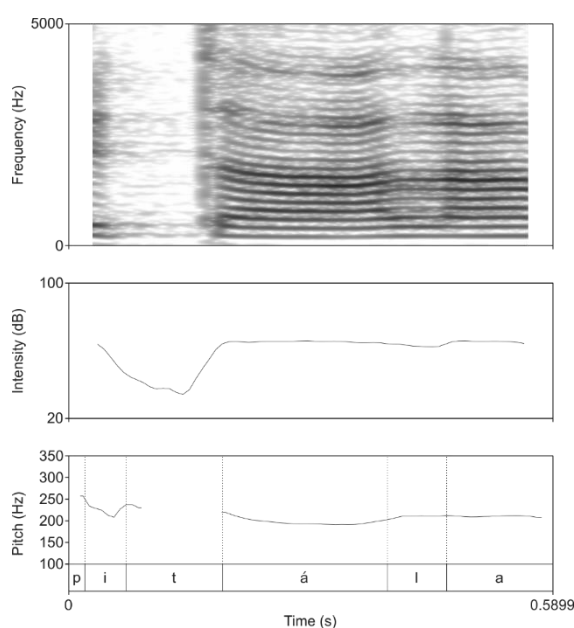 5000
Frequency (Hz)
0
100
Intensity (dB)
20
350
300
250
200
150
100
Pitch (Hz)
p i t á l a
0 0.5899
Time (s)